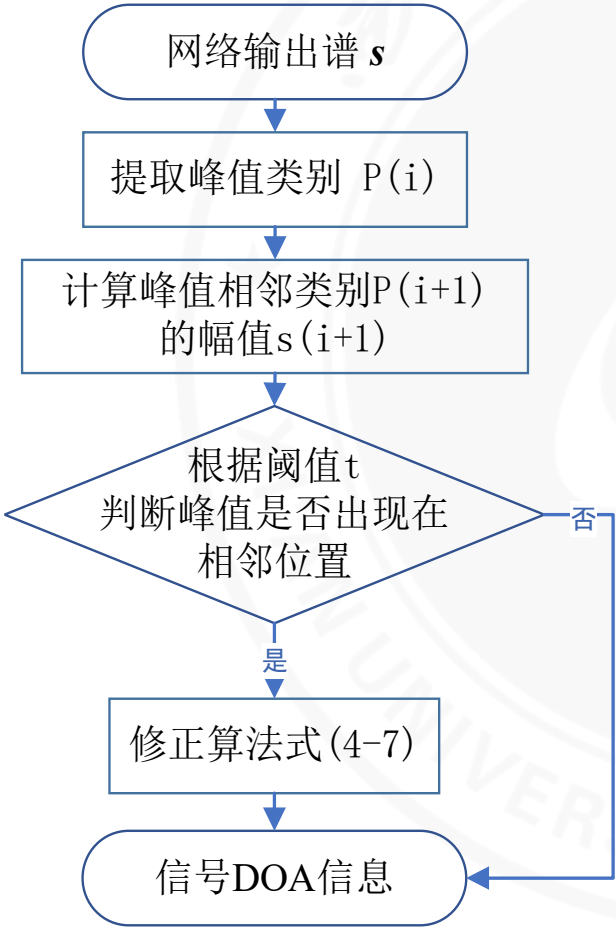 网络输出谱 s
提取峰值类别 P(i)
计算峰值相邻类别P(i+1)
的幅值s(i+1)
根据阈值t
判断峰值是否出现在
相邻位置
否
是
修正算法式(4-7)
信号DOA信息